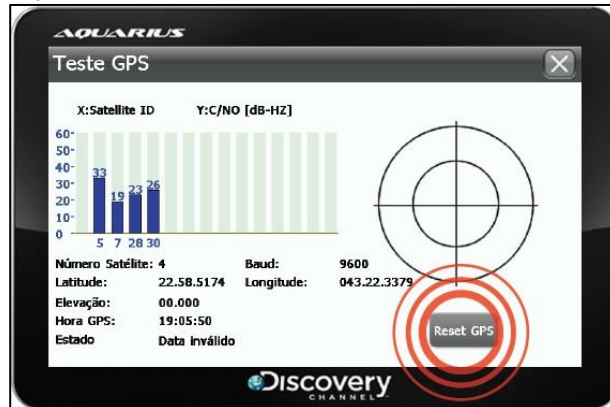 AQUARIUS
Teste GPS
X:Satellite ID Y:C/NO [dB-HZ]
60
50
40
30
20
10
0
33 19 23 26
5 7 28 30
Número Satélite: 4 Baud: 9600
Latitude: 22.58.5174 Longitude: 043.22.3379
Elevação: 00.000
Hora GPS: 19:05:50
Estado Data inválido
Reset GPS
Discovery
CHANNEL